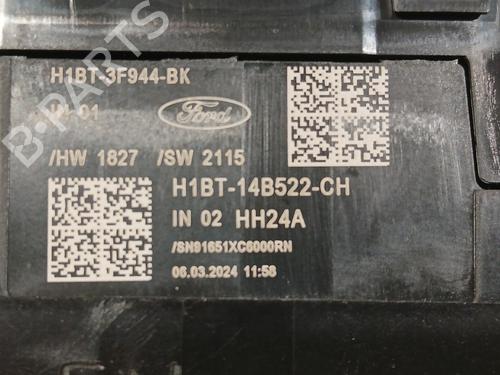 H1BT-3F944-BK
01
Ford
/HW 1827 /SW 2115
H1BT-14B522-CH
IN 02 HH24A
/SN91651XC6000RN
06.03.2024 11:58
B-PARTS